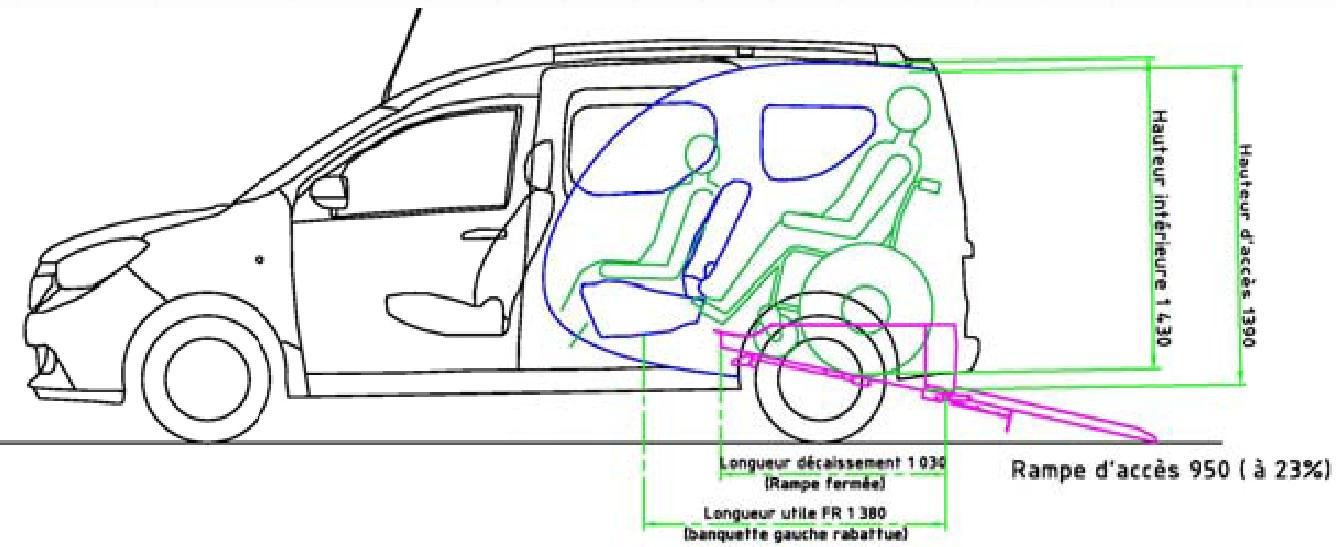 Hauteur intérieure 1 430
Hauteur d'accès 1390
Longueur décaissement 1 030
(Rampe fermée)
Rampe d'accès 950 ( à 23%)
Longueur utile FR 1 380
(banquette gauche rabattue)